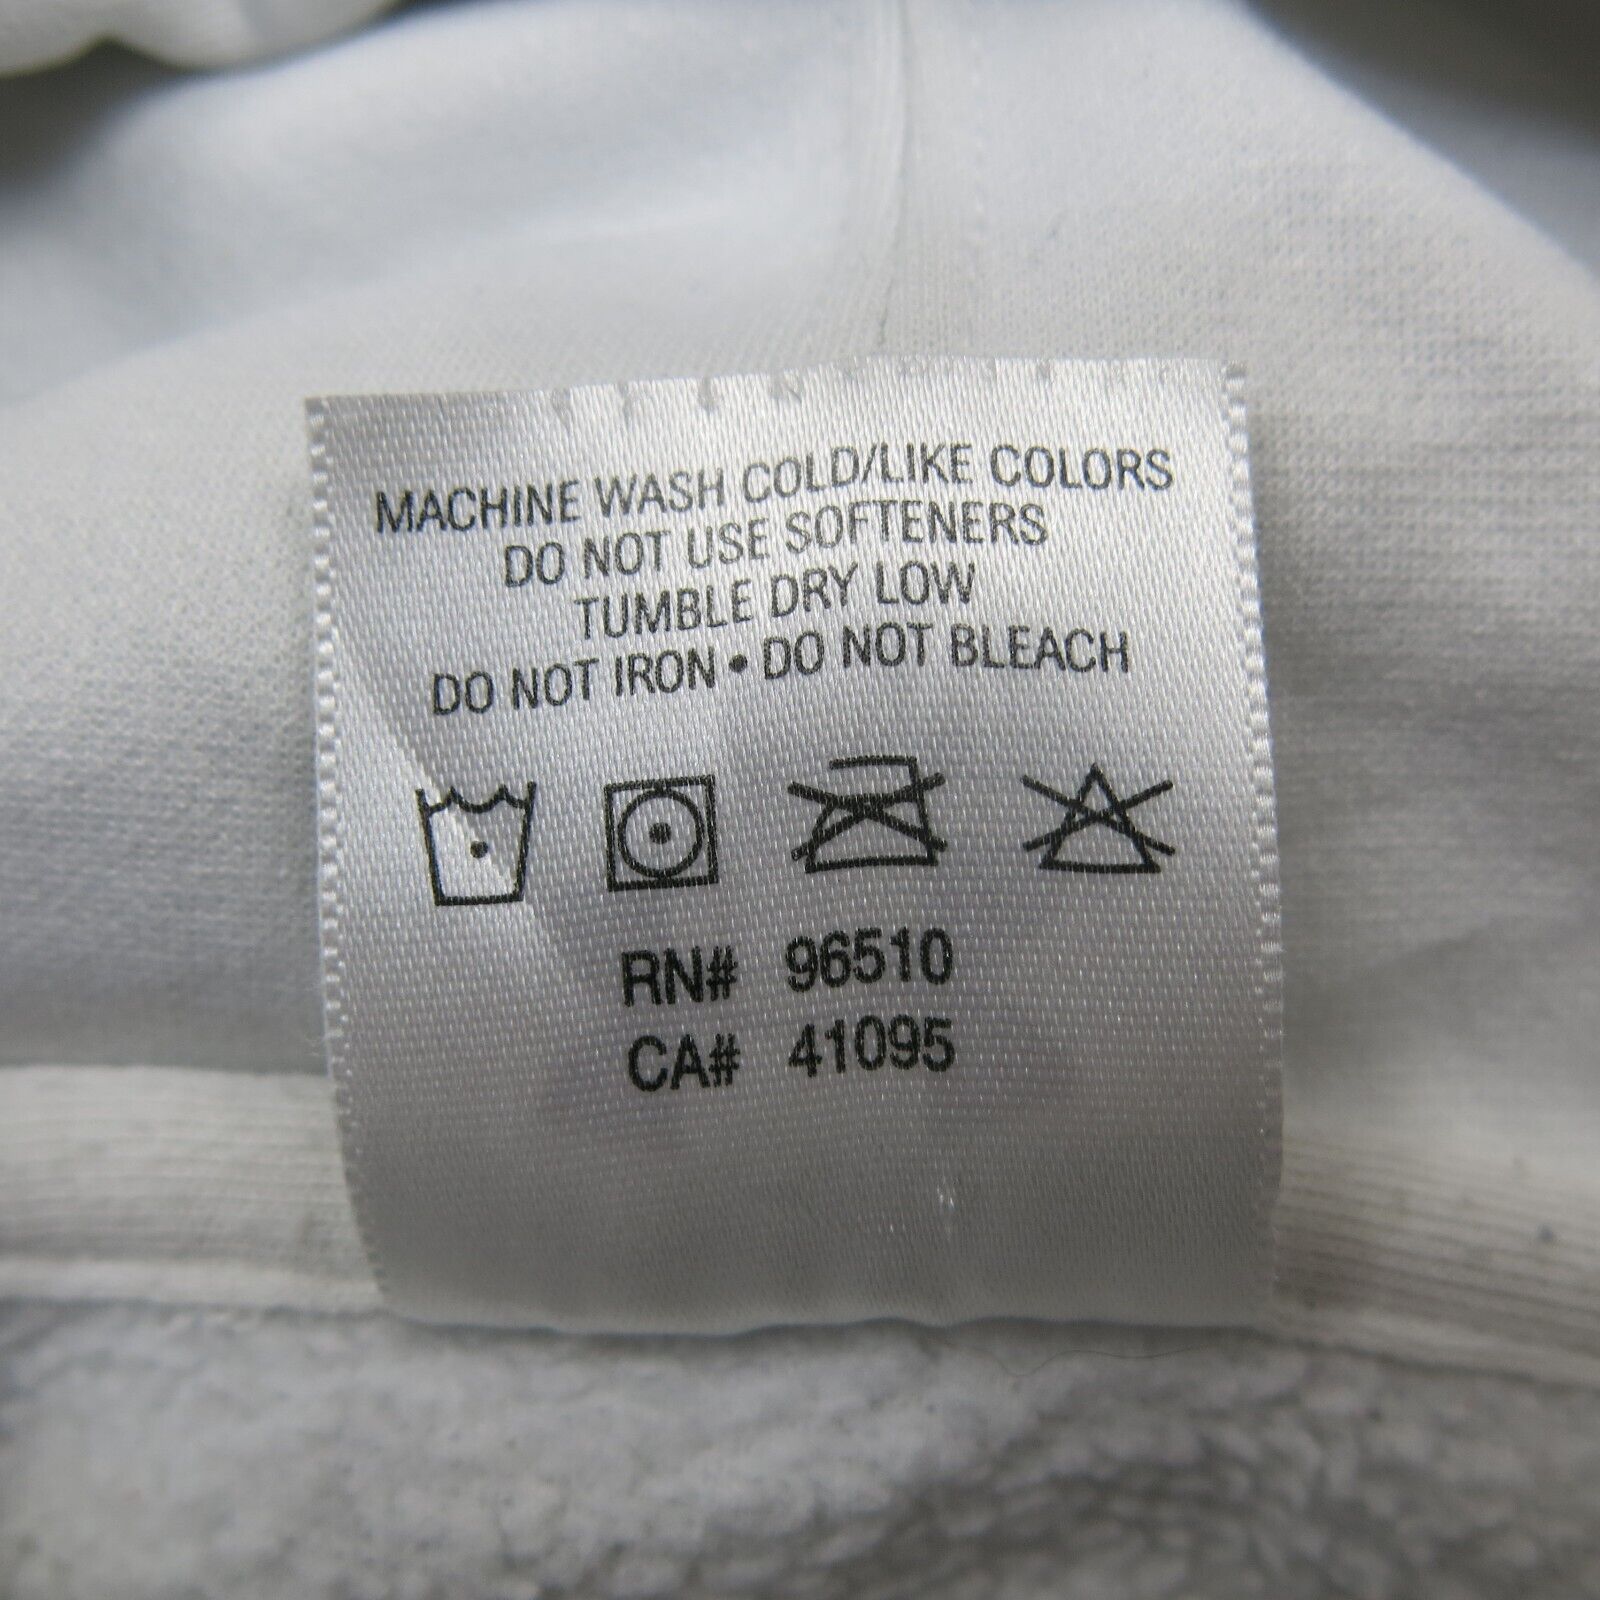 MACHINE WASH COLD/LIKE COLORS
DO NOT USE SOFTENERS
TUMBLE DRY LOW
DO NOT IRON • DO NOT BLEACH
RN# 96510
CA# 41095